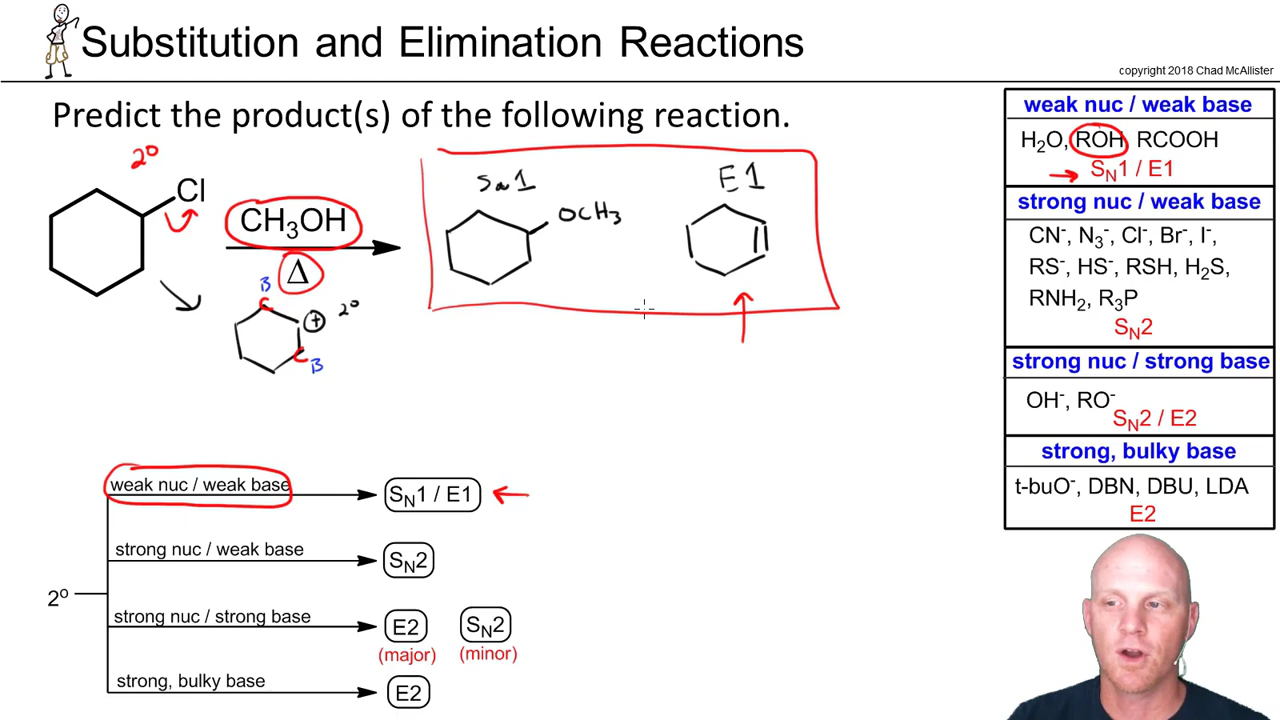 Substitution and Elimination Reactions
copyright 2018 Chad McAllister
Predict the product(s) of the following reaction.
2°
Cl
CH₃OH
Δ
B
+
2°
B
SN1
OCH₃
E1
weak nuc / weak base
H₂O, ROH, RCOOH
SN1 / E1
strong nuc / weak base
CN⁻, N₃⁻, Cl⁻, Br⁻, I⁻,
RS⁻, HS⁻, RSH, H₂S,
RNH₂, R₃P
SN2
strong nuc / strong base
OH⁻, RO⁻
SN2 / E2
strong, bulky base
t-buO⁻, DBN, DBU, LDA
E2
2°
weak nuc / weak base
SN1 / E1
strong nuc / weak base
SN2
strong nuc / strong base
E2 SN2
(major) (minor)
strong, bulky base
E2